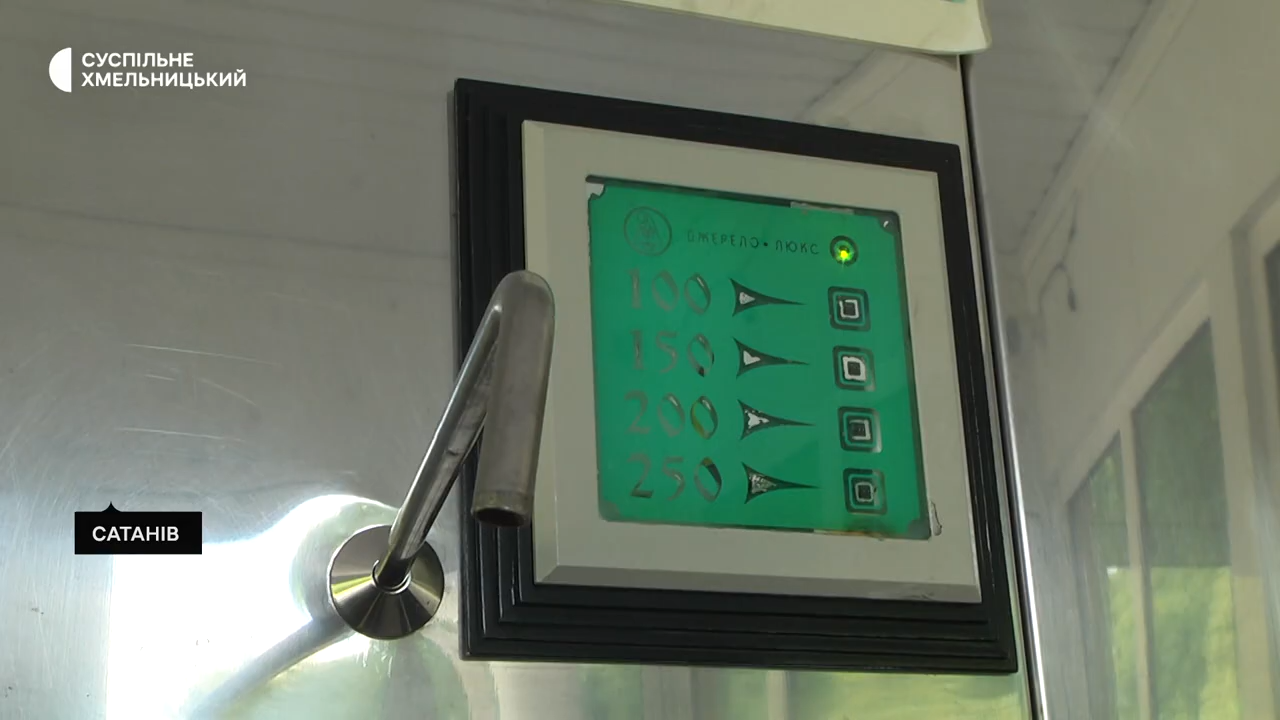 СУСПІЛЬНЕ
ХМЕЛЬНИЦЬКИЙ
ДЖЕРЕЛО • ЛЮКС
100
150
200
250
САТАНІВ